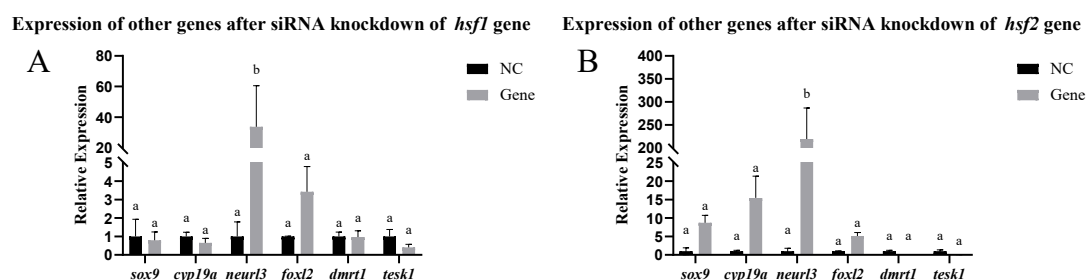 Expression of other genes after siRNA knockdown of hsf1 gene
A
NC
Gene
Relative Expression
80
60
40
20
5
4
3
2
1
0
a a a a b a a a a a a
a
sox9 cyp19a neurl3 foxl2 dmrt1 tesk1
Expression of other genes after siRNA knockdown of hsf2 gene
B
NC
Gene
Relative Expression
400
350
300
250
200
25
20
15
10
5
0
a a a a a b a a a a a a
sox9 cyp19a neurl3 foxl2 dmrt1 tesk1